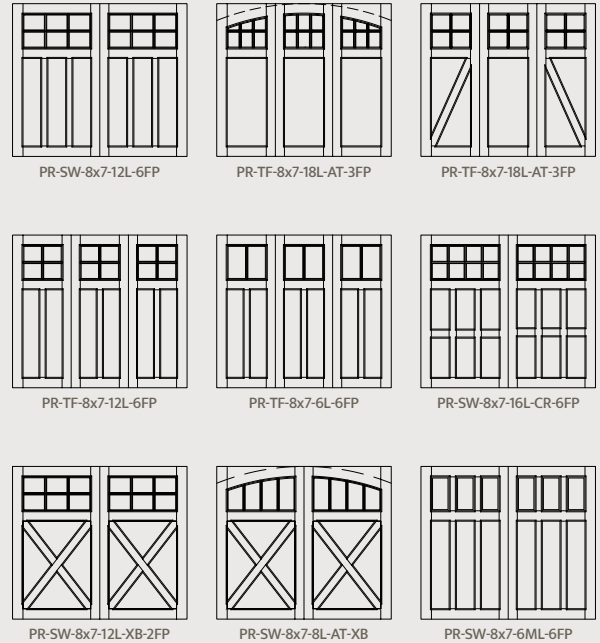 PR-SW-8x7-12L-6FP
PR-TF-8x7-18L-AT-3FP
PR-TF-8x7-18L-AT-3FP
PR-TF-8x7-12L-6FP
PR-TF-8x7-6L-6FP
PR-SW-8x7-16L-CR-6FP
PR-SW-8x7-12L-XB-2FP
PR-SW-8x7-8L-AT-XB
PR-SW-8x7-6ML-6FP